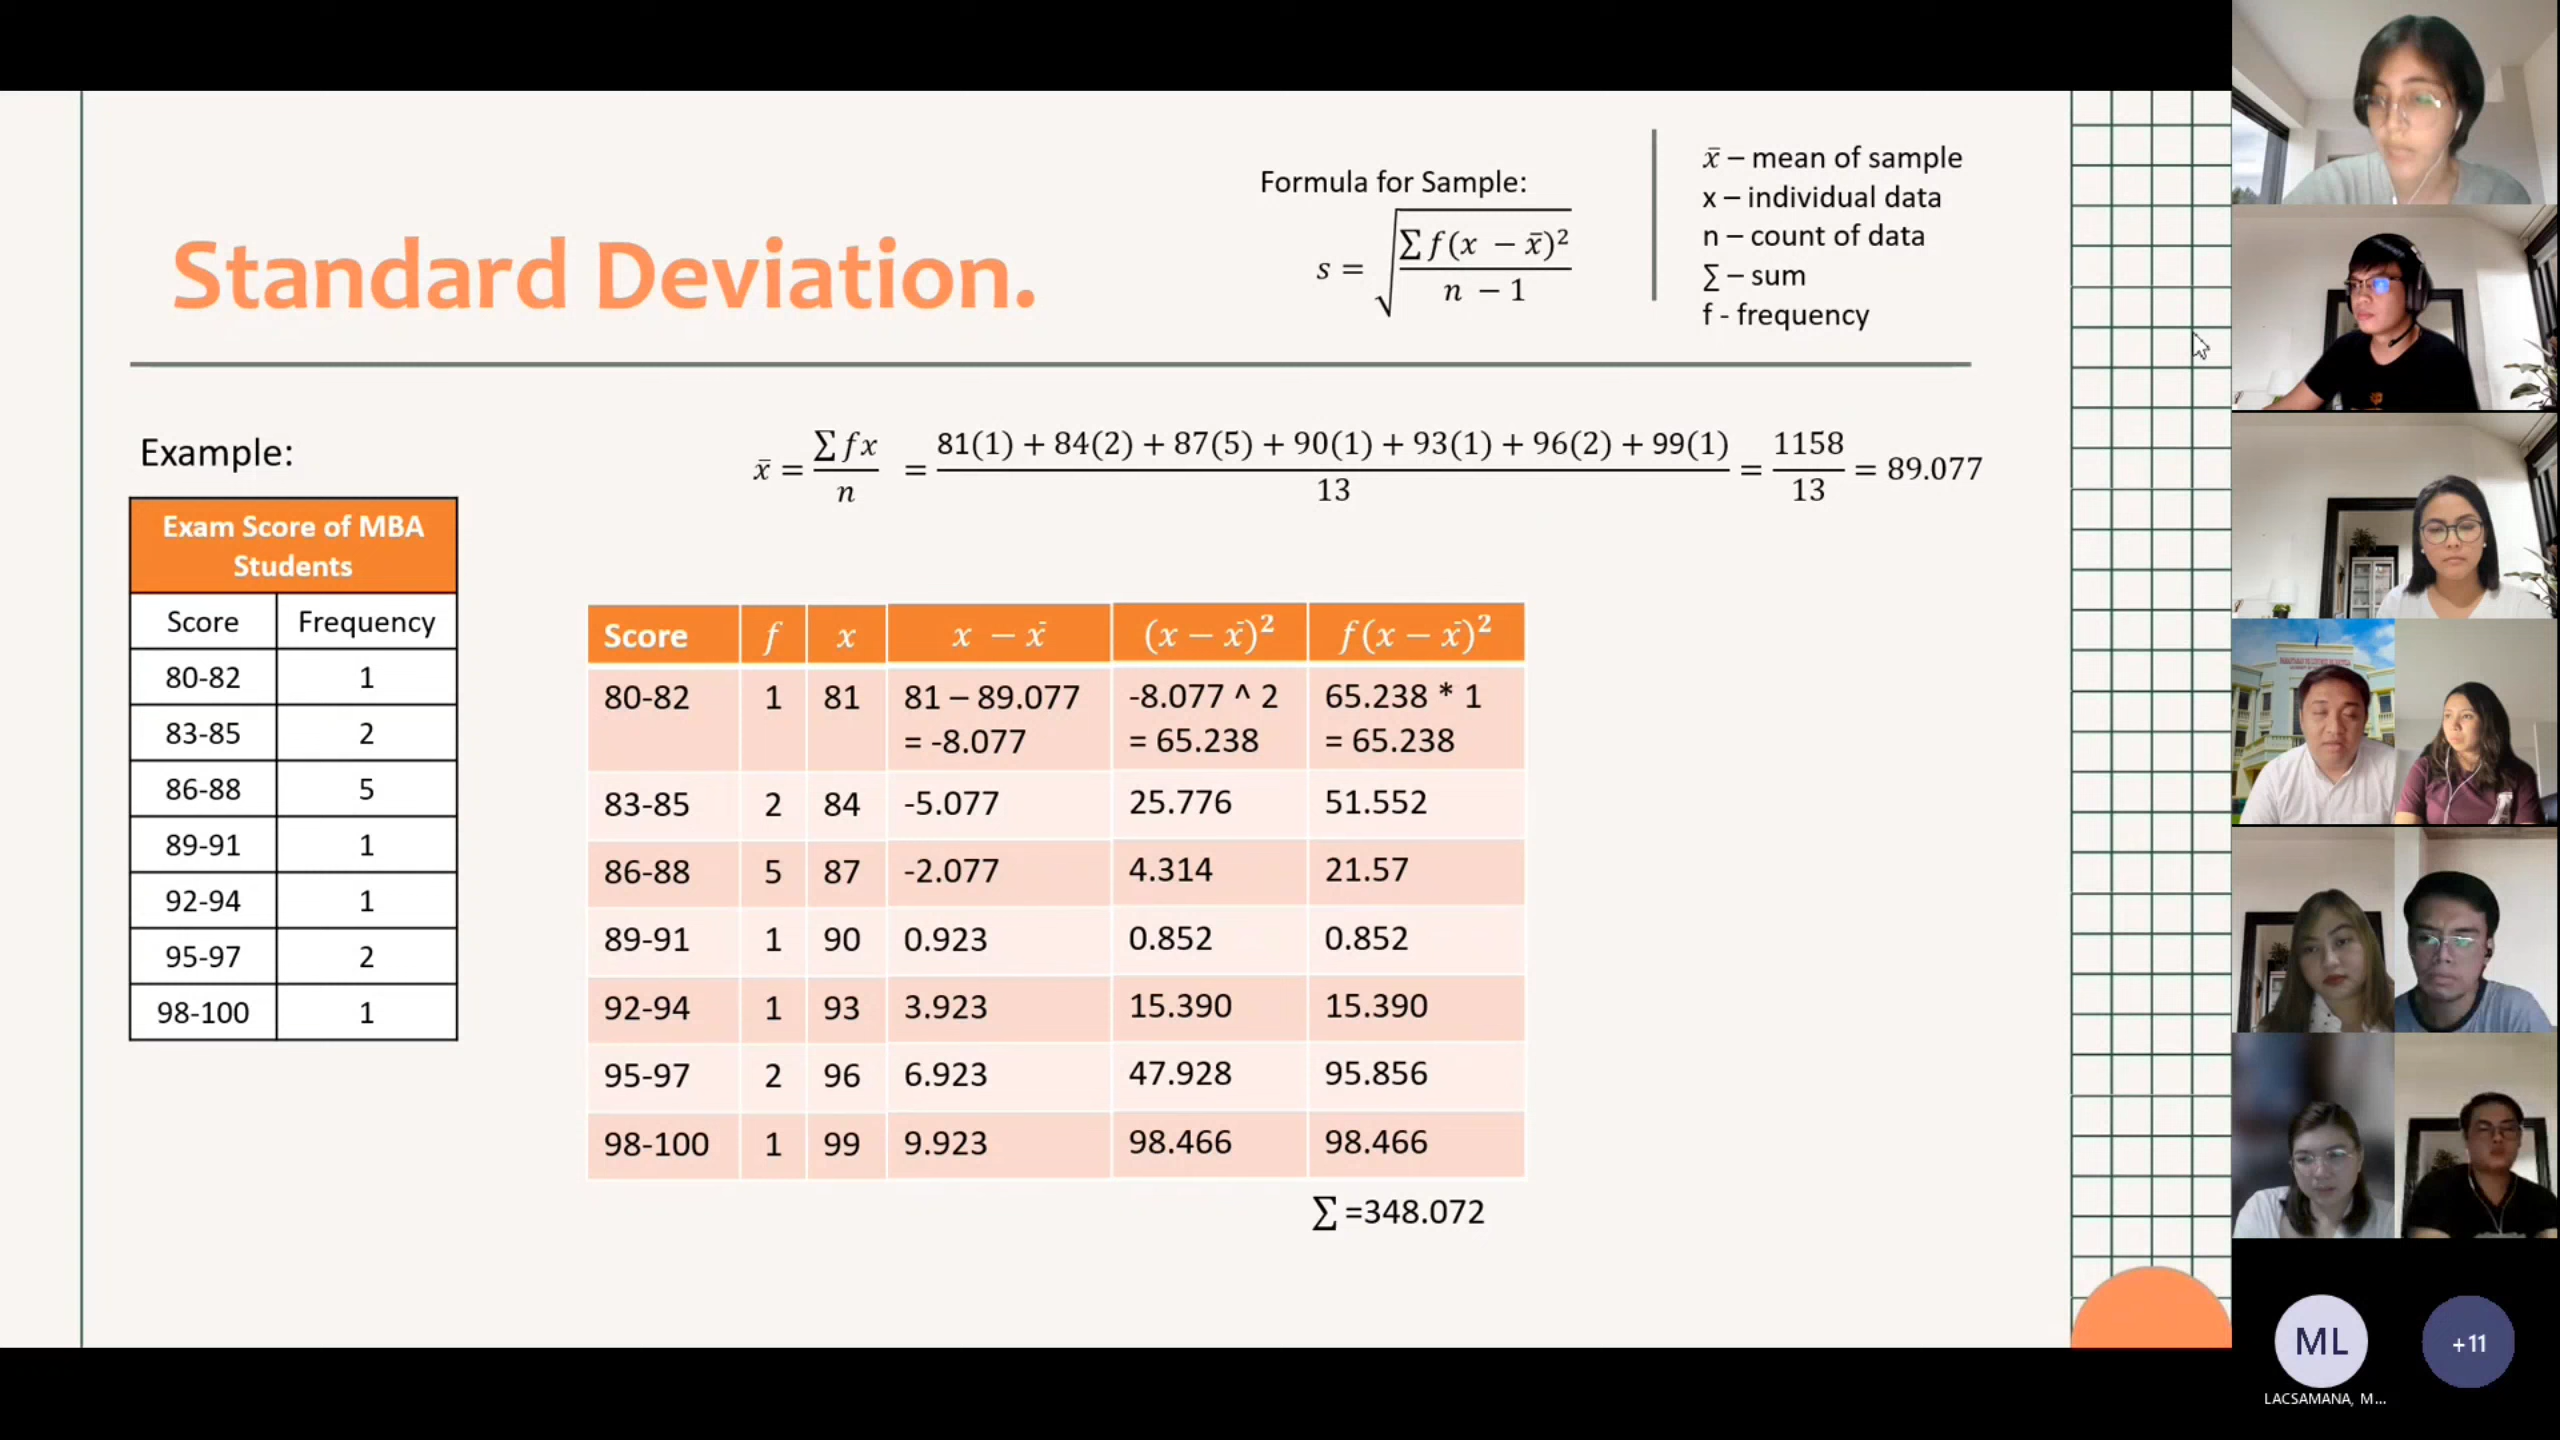 Formula for Sample:
s = √(∑ f(x − x̄)² / (n − 1))
x̄ – mean of sample
x – individual data
n – count of data
∑ – sum
f - frequency
Standard Deviation.
Example:
x̄ = ∑ fx / n = (81(1) + 84(2) + 87(5) + 90(1) + 93(1) + 96(2) + 99(1)) / 13 = 1158 / 13 = 89.077
Exam Score of MBA
Students
Score Frequency
80-82 1
83-85 2
86-88 5
89-91 1
92-94 1
95-97 2
98-100 1
Score f x x − x̄ (x − x̄)² f(x − x̄)²
80-82 1 81 81 – 89.077 -8.077 ^ 2 65.238 * 1
= -8.077 = 65.238 = 65.238
83-85 2 84 -5.077 25.776 51.552
86-88 5 87 -2.077 4.314 21.57
89-91 1 90 0.923 0.852 0.852
92-94 1 93 3.923 15.390 15.390
95-97 2 96 6.923 47.928 95.856
98-100 1 99 9.923 98.466 98.466
∑ =348.072
ML
+11
LACSAMANA, M...